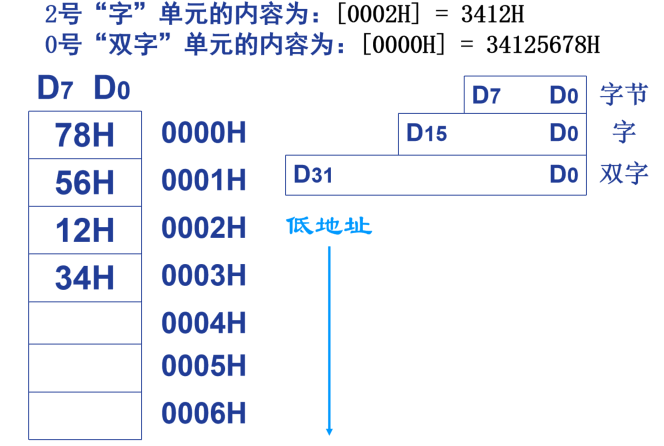 2号“字”单元的内容为：[0002H] = 3412H
0号“双字”单元的内容为：[0000H] = 34125678H
D7 D0
D7 D0 字节
78H 0000H
D15 D0 字
56H 0001H
D31 D0 双字
12H 0002H
低地址
34H 0003H
0004H
0005H
0006H